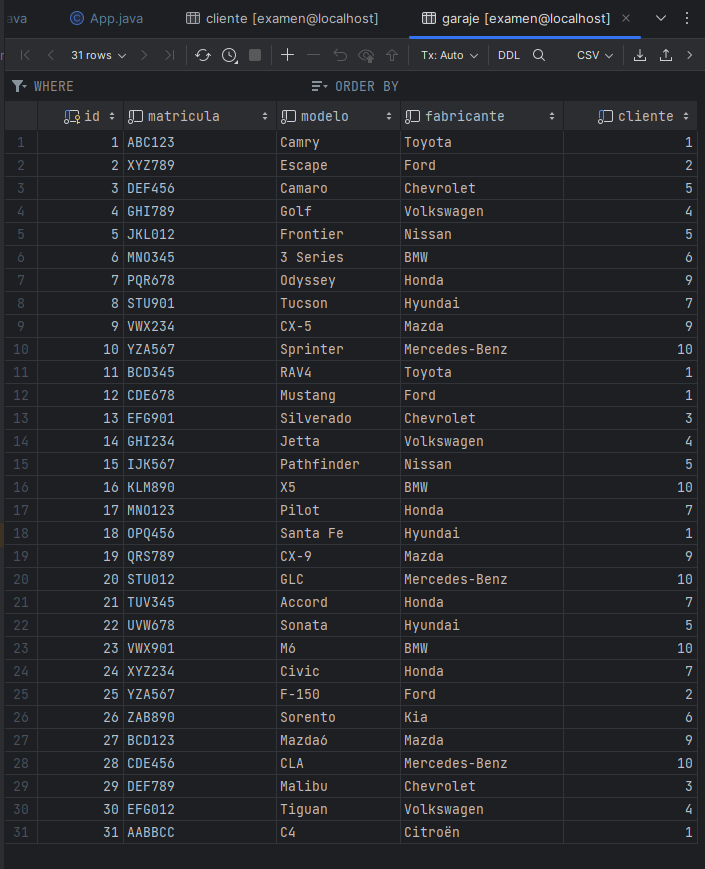 ava App.java cliente [examen@localhost] garaje [examen@localhost]
31 rows Tx: Auto DDL CSV
WHERE ORDER BY
id matricula modelo fabricante cliente
1 1 ABC123 Camry Toyota 1
2 2 XYZ789 Escape Ford 2
3 3 DEF456 Camaro Chevrolet 5
4 4 GHI789 Golf Volkswagen 4
5 5 JKL012 Frontier Nissan 5
6 6 MNO345 3 Series BMW 6
7 7 PQR678 Odyssey Honda 9
8 8 STU901 Tucson Hyundai 7
9 9 VWX234 CX-5 Mazda 9
10 10 YZA567 Sprinter Mercedes-Benz 10
11 11 BCD345 RAV4 Toyota 1
12 12 CDE678 Mustang Ford 1
13 13 EFG901 Silverado Chevrolet 3
14 14 GHI234 Jetta Volkswagen 4
15 15 IJK567 Pathfinder Nissan 5
16 16 KLM890 X5 BMW 10
17 17 MNO123 Pilot Honda 7
18 18 OPQ456 Santa Fe Hyundai 1
19 19 QRS789 CX-9 Mazda 9
20 20 STU012 GLC Mercedes-Benz 10
21 21 TUV345 Accord Honda 7
22 22 UVW678 Sonata Hyundai 5
23 23 VWX901 M6 BMW 10
24 24 XYZ234 Civic Honda 7
25 25 YZA567 F-150 Ford 2
26 26 ZAB890 Sorento Kia 6
27 27 BCD123 Mazda6 Mazda 9
28 28 CDE456 CLA Mercedes-Benz 10
29 29 DEF789 Malibu Chevrolet 3
30 30 EFG012 Tiguan Volkswagen 4
31 31 AABBCC C4 Citroën 1